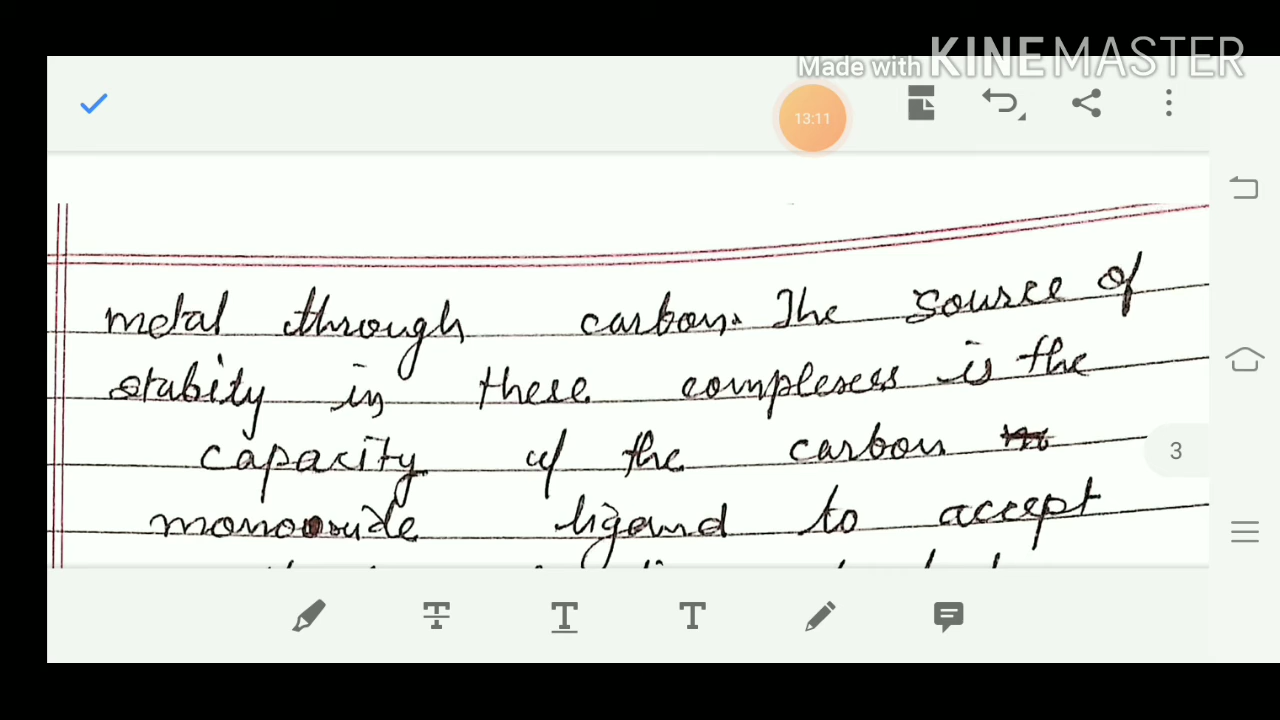 Made with KINEMASTER
13:11
metal through carbon. The source of
stabity in these complexes is the
capacity of the carbon
3
monooxide ligand to accept